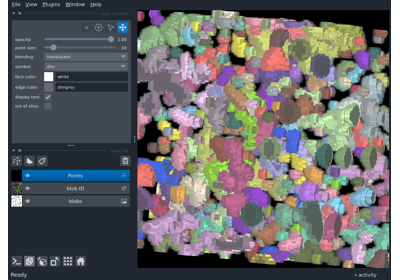 File View Plugins Window Help
opacity: 1.00
point size: 10
blending: translucent
symbol: disc
face color: white
edge color: dimgrey
display text:
out of slice:
Points
blob ID
blobs
Ready
activity